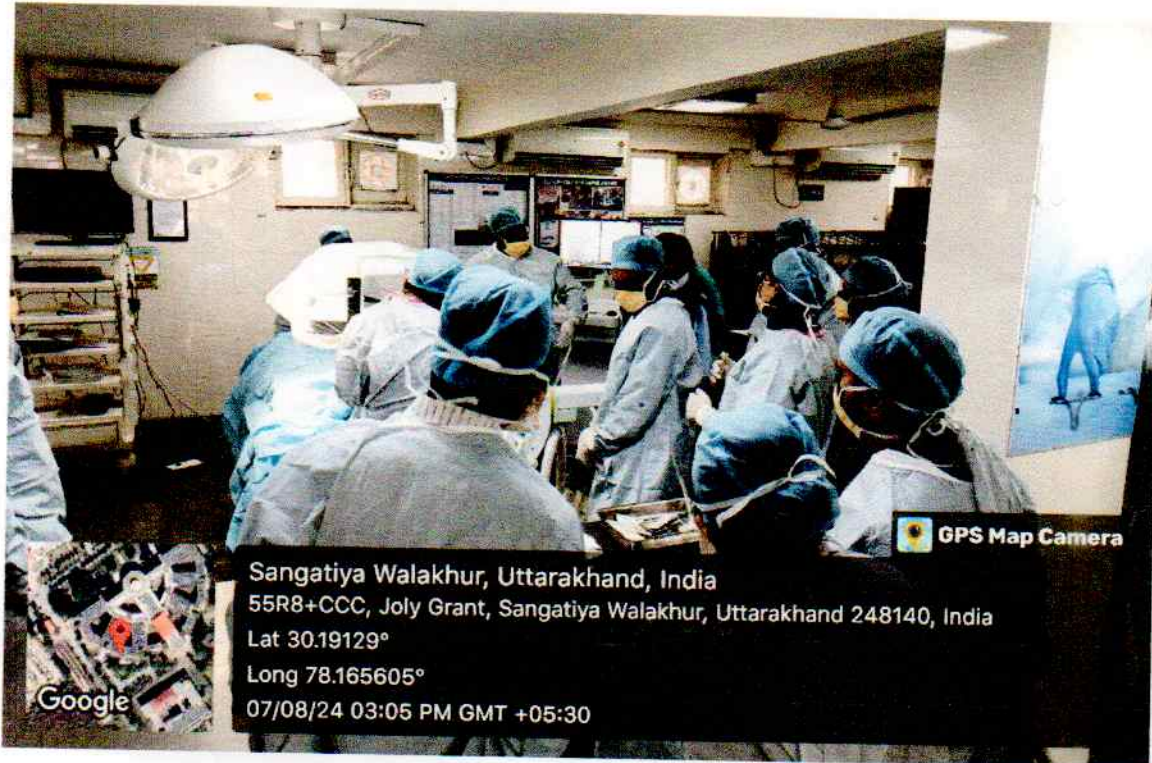 GPS Map Camera
Sangatiya Walakhur, Uttarakhand, India
55R8+CCC, Joly Grant, Sangatiya Walakhur, Uttarakhand 248140, India
Lat 30.19129°
Long 78.165605°
07/08/24 03:05 PM GMT +05:30
Google